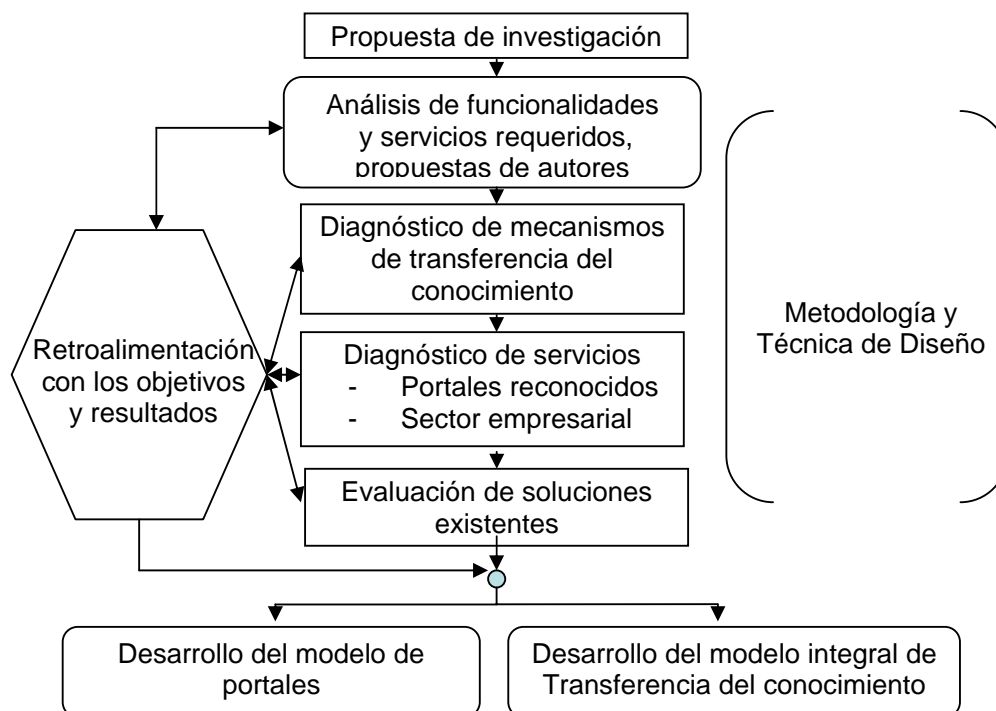 Propuesta de investigación
Análisis de funcionalidades
y servicios requeridos,
propuestas de autores
Diagnóstico de mecanismos
de transferencia del
conocimiento
Retroalimentación
con los objetivos
y resultados
Diagnóstico de servicios
- Portales reconocidos
- Sector empresarial
Evaluación de soluciones
existentes
Metodología y
Técnica de Diseño
Desarrollo del modelo de
portales
Desarrollo del modelo integral de
Transferencia del conocimiento